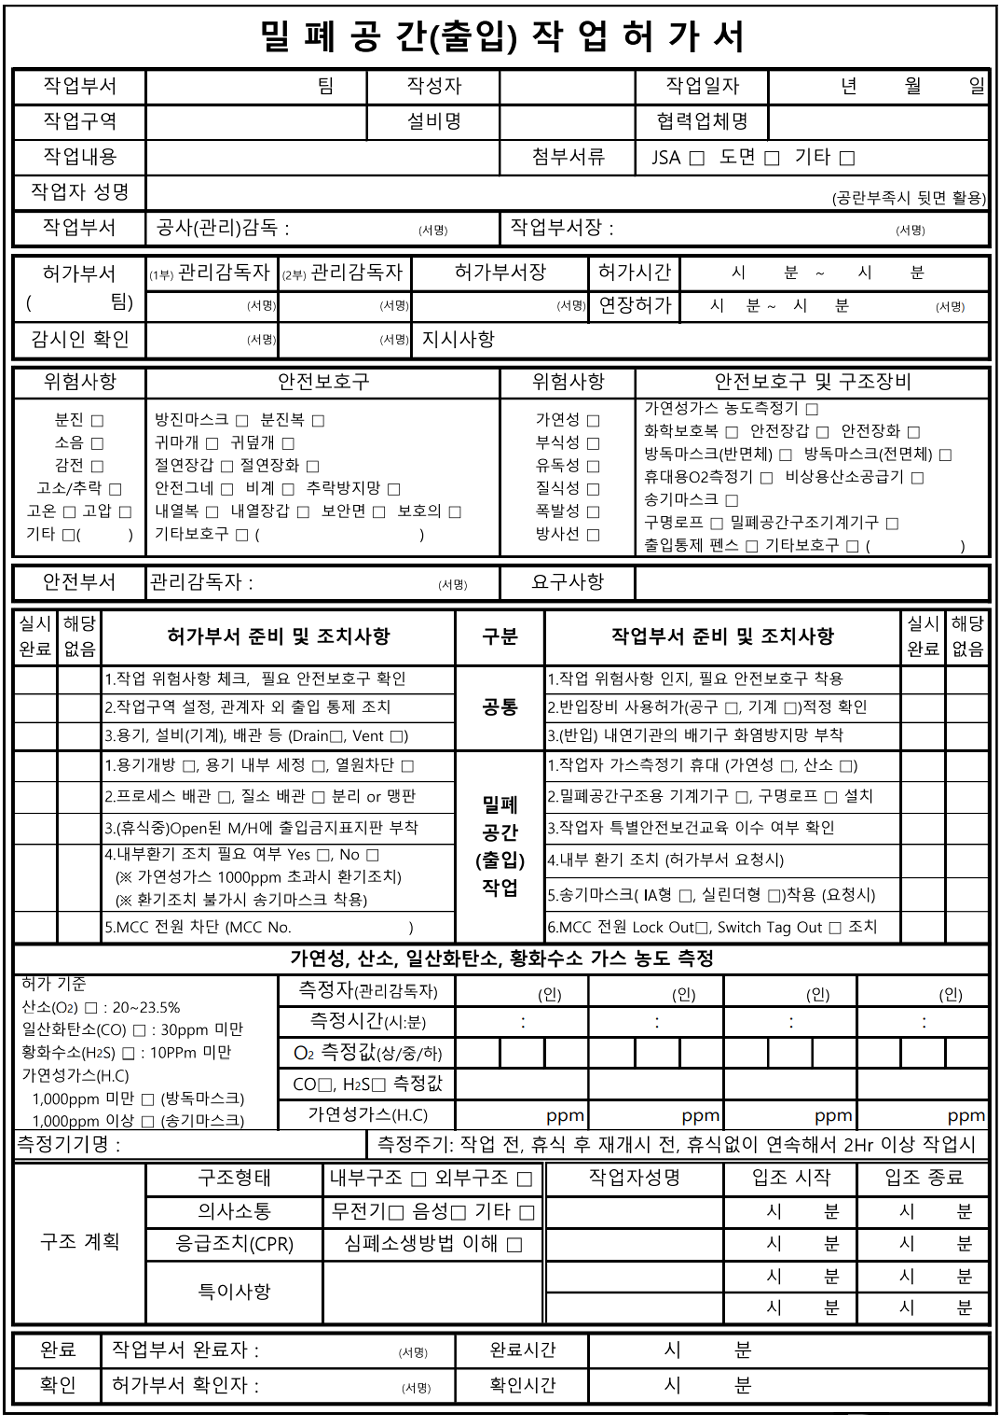 밀 폐 공 간(출입) 작 업 허 가 서
작업부서 팀 작성자 작업일자 년 월 일
작업구역 설비명 협력업체명
작업내용 첨부서류 JSA □ 도면 □ 기타 □
작업자 성명 (공란부족시 뒷면 활용)
작업부서 공사(관리)감독 : (서명) 작업부서장 : (서명)
허가부서 (1부) 관리감독자 (2부) 관리감독자 허가부서장 허가시간 시 분 ~ 시 분
( 팀) (서명) (서명) (서명) 연장허가 시 분 ~ 시 분 (서명)
감시인 확인 (서명) (서명) 지시사항
위험사항 안전보호구 위험사항 안전보호구 및 구조장비
분진 □ 방진마스크 □ 분진복 □
소음 □ 귀마개 □ 귀덮개 □
감전 □ 절연장갑 □ 절연장화 □
고소/추락 □ 안전그네 □ 비계 □ 추락방지망 □
고온 □ 고압 □ 내열복 □ 내열장갑 □ 보안면 □ 보호의 □
기타 □( ) 기타보호구 □ ( )
가연성 □
부식성 □
유독성 □
질식성 □
폭발성 □
방사선 □
가연성가스 농도측정기 □
화학보호복 □ 안전장갑 □ 안전장화 □
방독마스크(반면체) □ 방독마스크(전면체) □
휴대용O2측정기 □ 비상용산소공급기 □
송기마스크 □
구명로프 □ 밀폐공간구조기계기구 □
출입통제 펜스 □ 기타보호구 □ ( )
안전부서 관리감독자 : (서명) 요구사항
실시 완료 해당 없음 허가부서 준비 및 조치사항 구분 작업부서 준비 및 조치사항 실시 완료 해당 없음
공통
1.작업 위험사항 체크, 필요 안전보호구 확인 1.작업 위험사항 인지, 필요 안전보호구 착용
2.작업구역 설정, 관계자 외 출입 통제 조치 2.반입장비 사용허가(공구 □, 기계 □)적정 확인
3.용기, 설비(기계), 배관 등 (Drain□, Vent □) 3.(반입) 내연기관의 배기구 화염방지망 부착
밀폐
공간
(출입)
작업
1.용기개방 □, 용기 내부 세정 □, 열원차단 □ 1.작업자 가스측정기 휴대 (가연성 □, 산소 □)
2.프로세스 배관 □, 질소 배관 □ 분리 or 맹판 2.밀폐공간구조용 기계기구 □, 구명로프 □ 설치
3.(휴식중)Open된 M/H에 출입금지표지판 부착 3.작업자 특별안전보건교육 이수 여부 확인
4.내부환기 조치 필요 여부 Yes □, No □ 4.내부 환기 조치 (허가부서 요청시)
(※ 가연성가스 1000ppm 초과시 환기조치)
(※ 환기조치 불가시 송기마스크 착용) 5.송기마스크( IA형 □, 실린더형 □)착용 (요청시)
5.MCC 전원 차단 (MCC No. ) 6.MCC 전원 Lock Out□, Switch Tag Out □ 조치
가연성, 산소, 일산화탄소, 황화수소 가스 농도 측정
허가 기준
산소(O2) □ : 20~23.5%
일산화탄소(CO) □ : 30ppm 미만
황화수소(H2S) □ : 10PPm 미만
가연성가스(H.C)
1,000ppm 미만 □ (방독마스크)
1,000ppm 이상 □ (송기마스크)
측정자(관리감독자) (인) (인) (인) (인)
측정시간(시:분) : : : :
O2 측정값(상/중/하)
CO□, H2S□ 측정값
가연성가스(H.C) ppm ppm ppm ppm
측정기기명 : 측정주기: 작업 전, 휴식 후 재개시 전, 휴식없이 연속해서 2Hr 이상 작업시
구조 계획
구조형태 내부구조 □ 외부구조 □ 작업자성명 입조 시작 입조 종료
의사소통 무전기□ 음성□ 기타 □ 시 분 시 분
응급조치(CPR) 심폐소생방법 이해 □ 시 분 시 분
특이사항 시 분 시 분
시 분 시 분
완료 작업부서 완료자 : (서명) 완료시간 시 분
확인 허가부서 확인자 : (서명) 확인시간 시 분